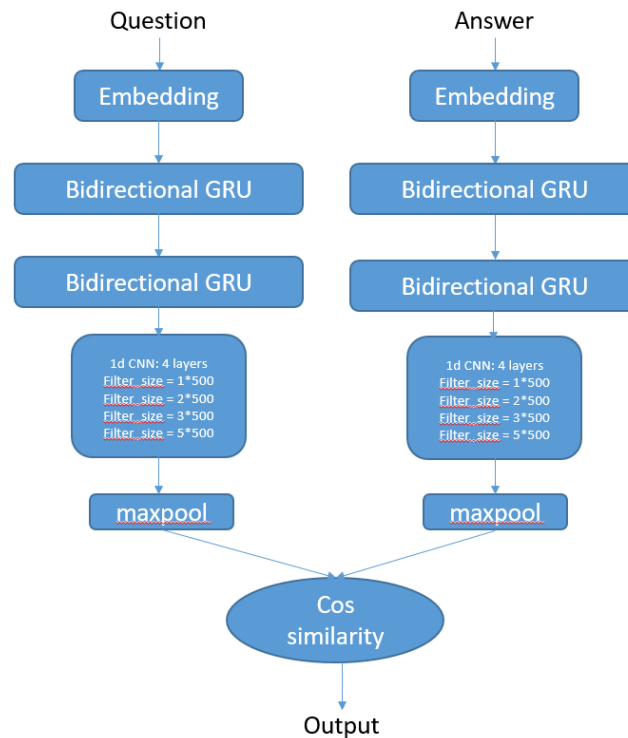 Question
Answer
Embedding
Embedding
Bidirectional GRU
Bidirectional GRU
Bidirectional GRU
Bidirectional GRU
1d CNN: 4 layers
Filter_size = 1*500
Filter_size = 2*500
Filter_size = 3*500
Filter_size = 5*500
1d CNN: 4 layers
Filter_size = 1*500
Filter_size = 2*500
Filter_size = 3*500
Filter_size = 5*500
maxpool
maxpool
Cos
similarity
Output